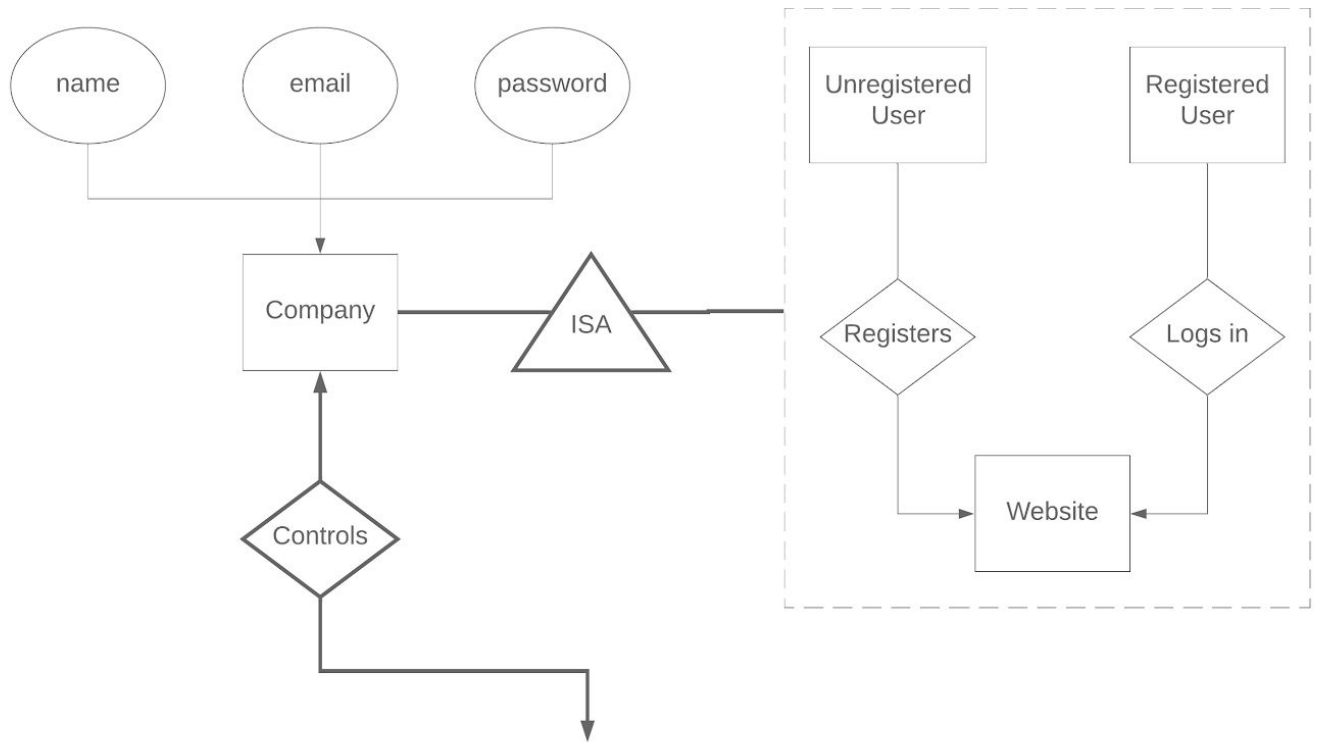 name
email
password
Unregistered
User
Registered
User
Company
ISA
Registers
Logs in
Controls
Website